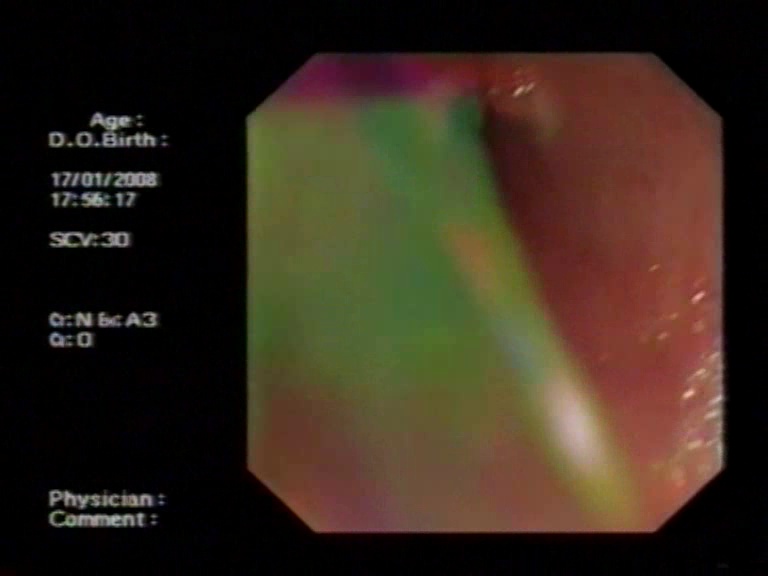 Age:
D.O.Birth:
17/01/2008
17:56:17
SCV:30
Physician:
Comment: